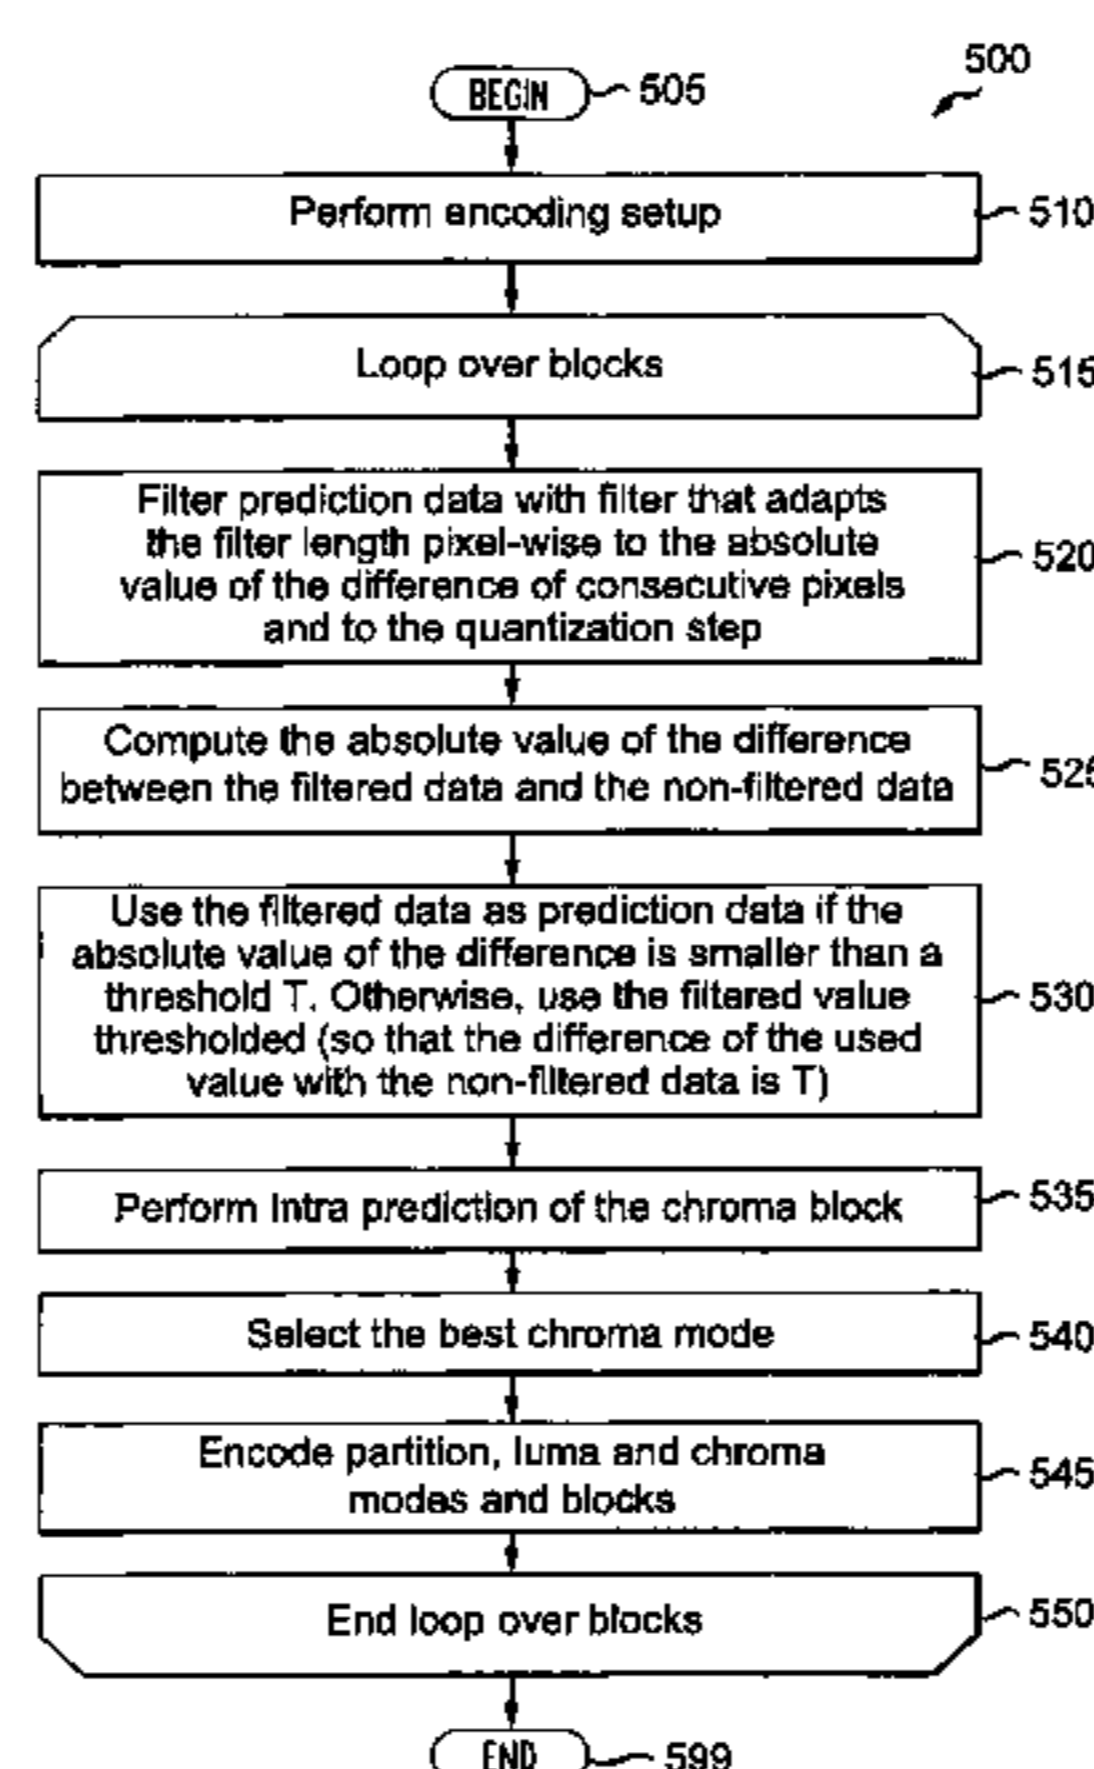 500
BEGIN 505
Perform encoding setup 510
Loop over blocks 515
Filter prediction data with filter that adapts
the filter length pixel-wise to the absolute 520
value of the difference of consecutive pixels
and to the quantization step
Compute the absolute value of the difference 525
between the filtered data and the non-filtered data
Use the filtered data as prediction data if the
absolute value of the difference is smaller than a
threshold T. Otherwise, use the filtered value 530
thresholded (so that the difference of the used
value with the non-filtered data is T)
Perform Intra prediction of the chroma block 535
Select the best chroma mode 540
Encode partition, luma and chroma 545
modes and blocks
End loop over blocks 550
END 599